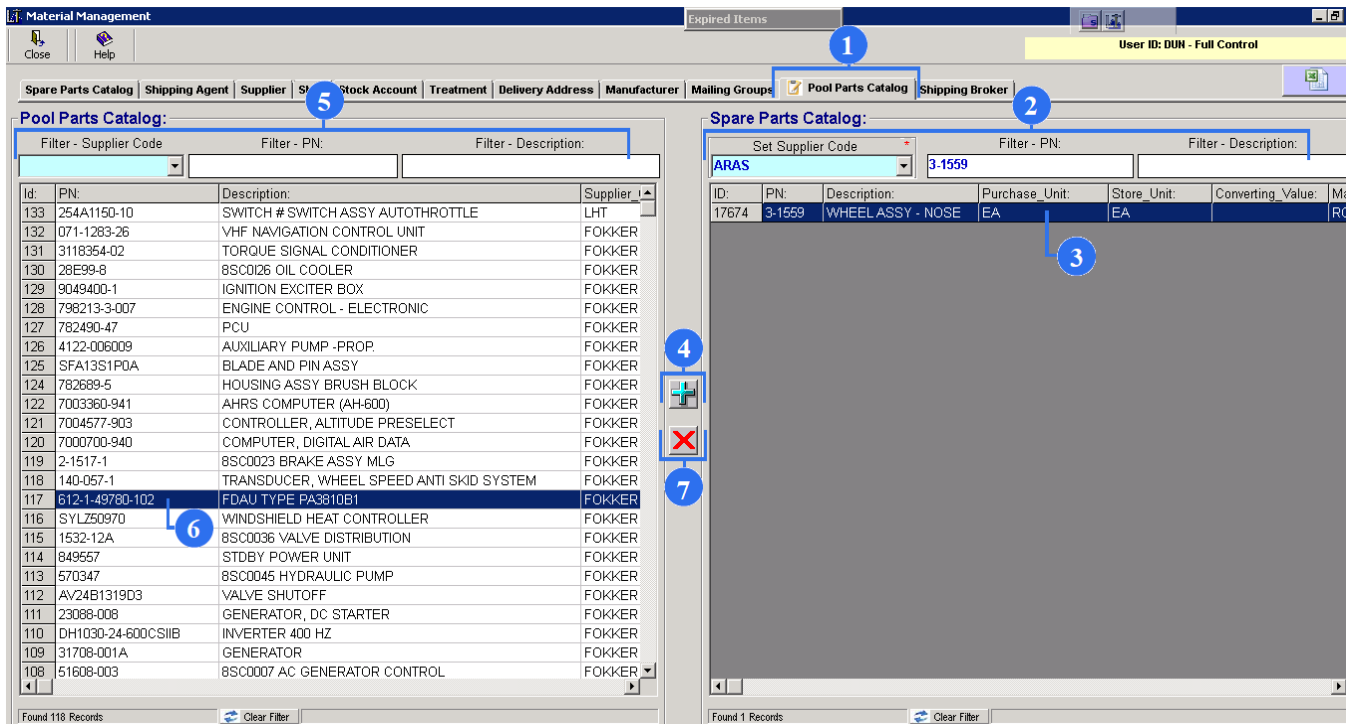 Material Management
Expired Items
Close
Help
User ID: DUN - Full Control
1
Spare Parts Catalog Shipping Agent Supplier Stock Account Treatment Delivery Address Manufacturer Mailing Groups Pool Parts Catalog Shipping Broker
5
2
Pool Parts Catalog:
Filter - Supplier Code Filter - PN: Filter - Description:
Id: PN: Description: Supplier_
133 254A1150-10 SWITCH # SWITCH ASSY AUTOTHROTTLE LHT
132 071-1283-26 VHF NAVIGATION CONTROL UNIT FOKKER
131 3118354-02 TORQUE SIGNAL CONDITIONER FOKKER
130 28E99-8 8SC0I26 OIL COOLER FOKKER
129 9049400-1 IGNITION EXCITER BOX FOKKER
128 798213-3-007 ENGINE CONTROL - ELECTRONIC FOKKER
127 782490-47 PCU FOKKER
126 4122-006009 AUXILIARY PUMP -PROP. FOKKER
125 SFA13S1P0A BLADE AND PIN ASSY FOKKER
124 782689-5 HOUSING ASSY BRUSH BLOCK FOKKER
122 7003360-941 AHRS COMPUTER (AH-600) FOKKER
121 7004577-903 CONTROLLER, ALTITUDE PRESELECT FOKKER
120 7000700-940 COMPUTER, DIGITAL AIR DATA FOKKER
119 2-1517-1 8SC0023 BRAKE ASSY MLG FOKKER
118 140-057-1 TRANSDUCER, WHEEL SPEED ANTI SKID SYSTEM FOKKER
117 612-1-49780-102 FDAU TYPE PA3810B1 FOKKER
116 SYLZ50970 WINDSHIELD HEAT CONTROLLER FOKKER
115 1532-12A 8SC0036 VALVE DISTRIBUTION FOKKER
114 849557 STDBY POWER UNIT FOKKER
113 570347 8SC0045 HYDRAULIC PUMP FOKKER
112 AV24B1319D3 VALVE SHUTOFF FOKKER
111 23088-008 GENERATOR, DC STARTER FOKKER
110 DH1030-24-600CSIIB INVERTER 400 HZ FOKKER
109 31708-001A GENERATOR FOKKER
108 51608-003 8SC0007 AC GENERATOR CONTROL FOKKER
6
Found 118 Records Clear Filter
4
7
Spare Parts Catalog:
Set Supplier Code * Filter - PN: Filter - Description:
ARAS 3-1559
ID: PN: Description: Purchase_Unit: Store_Unit: Converting_Value: Ma
17674 3-1559 WHEEL ASSY - NOSE EA EA RO
3
Found 1 Records Clear Filter